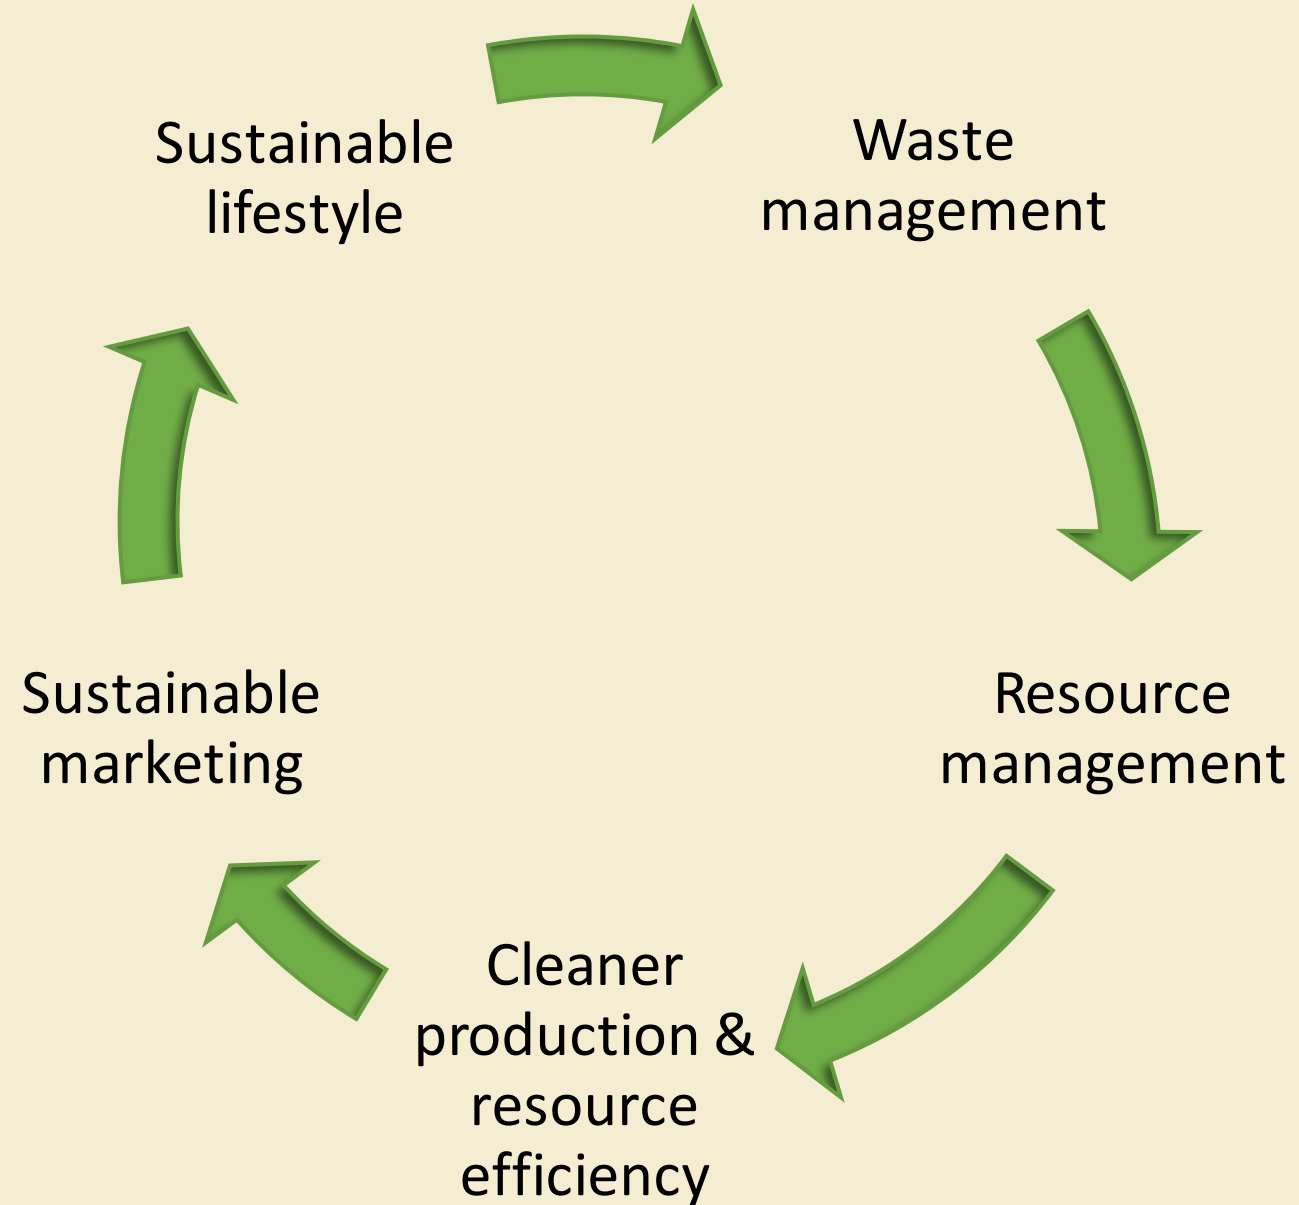 Sustainable
lifestyle
Waste
management
Resource
management
Cleaner
production &
resource
efficiency
Sustainable
marketing